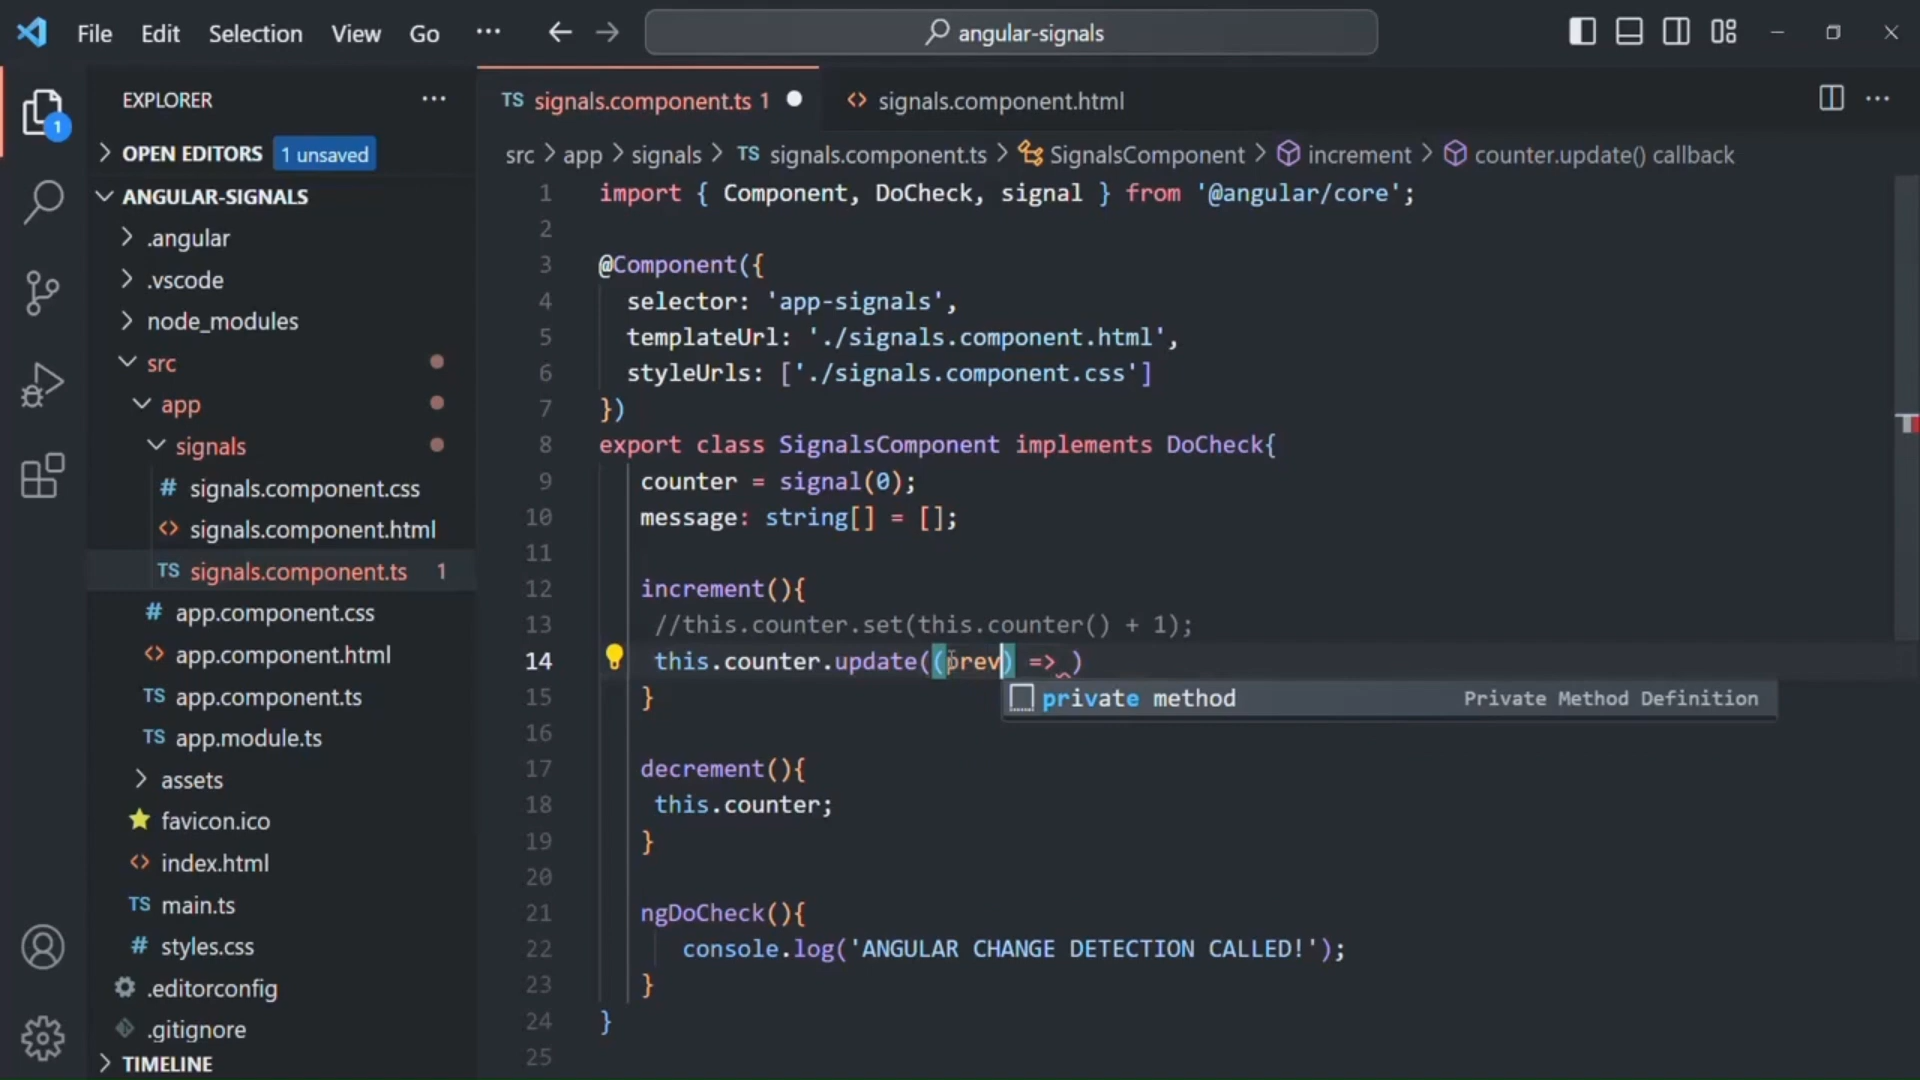 File Edit Selection View Go ··· angular-signals
EXPLORER ···
OPEN EDITORS 1 unsaved
ANGULAR-SIGNALS
.angular
.vscode
node_modules
src
app
signals
# signals.component.css
<> signals.component.html
TS signals.component.ts 1
# app.component.css
<> app.component.html
TS app.component.ts
TS app.module.ts
assets
favicon.ico
<> index.html
TS main.ts
# styles.css
.editorconfig
.gitignore
TIMELINE
1
TS signals.component.ts 1 <> signals.component.html ···
src > app > signals > TS signals.component.ts > SignalsComponent > increment > counter.update() callback
1 import { Component, DoCheck, signal } from '@angular/core';
2
3 @Component({
4 selector: 'app-signals',
5 templateUrl: './signals.component.html',
6 styleUrls: ['./signals.component.css']
7 })
8 export class SignalsComponent implements DoCheck{
9 counter = signal(0);
10 message: string[] = [];
11
12 increment(){
13 //this.counter.set(this.counter() + 1);
14 this.counter.update((prev) => )
private method Private Method Definition
15 }
16
17 decrement(){
18 this.counter;
19 }
20
21 ngDoCheck(){
22 console.log('ANGULAR CHANGE DETECTION CALLED!');
23 }
24 }
25